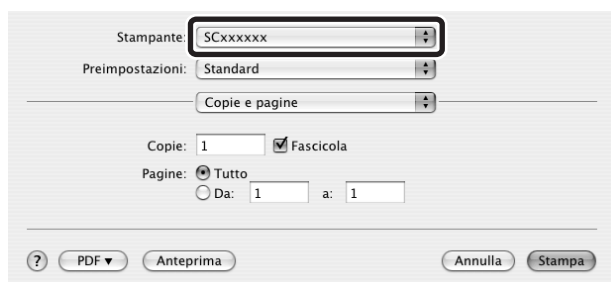 Stampante: SCxxxxxx
Preimpostazioni: Standard
Copie e pagine
Copie: 1 Fascicola
Pagine: Tutto
Da: 1 a: 1
? PDF▼ Anteprima Annulla Stampa